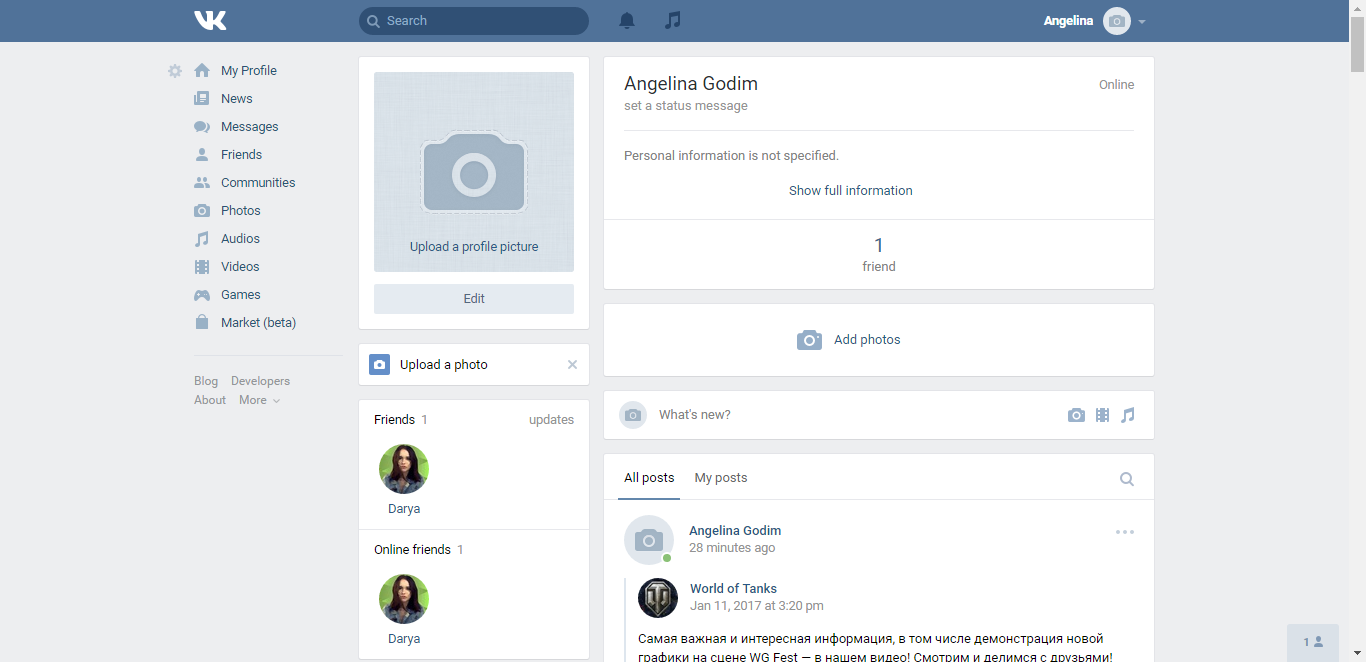 VK
Search
Angelina
My Profile
News
Messages
Friends
Communities
Photos
Audios
Videos
Games
Market (beta)
Blog Developers
About More
Upload a profile picture
Edit
Upload a photo
Friends 1 updates
Darya
Online friends 1
Darya
Angelina Godim Online
set a status message
Personal information is not specified.
Show full information
1
friend
Add photos
What's new?
All posts My posts
Angelina Godim
28 minutes ago
World of Tanks
Jan 11, 2017 at 3:20 pm
Самая важная и интересная информация, в том числе демонстрация новой
графики на сцене WG Fest — в нашем видео! Смотрим и делимся с друзьями!
1